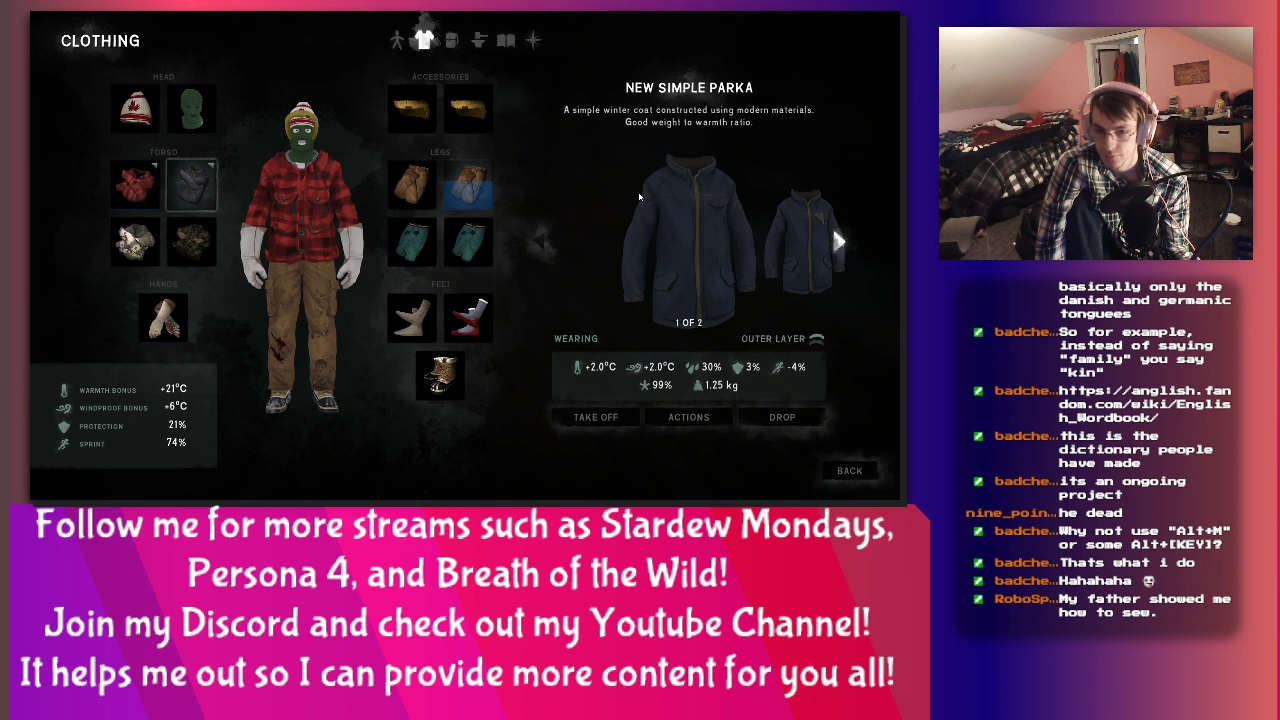 CLOTHING
HEAD
ACCESSORIES
TORSO
LEGS
HANDS
FEET
WARMTH BONUS +21°C
WINDPROOF BONUS +6°C
PROTECTION 21%
SPRINT 74%
NEW SIMPLE PARKA
A simple winter coat constructed using modern materials.
Good weight to warmth ratio.
1 OF 2
WEARING
OUTER LAYER
+2.0°C +2.0°C 30% 3% -4%
99% 1.25 kg
TAKE OFF ACTIONS DROP
BACK
Follow me for more streams such as Stardew Mondays,
Persona 4, and Breath of the Wild!
Join my Discord and check out my Youtube Channel!
It helps me out so I can provide more content for you all!
basically only the
danish and germanic
tonguees
badche... So for example,
instead of saying
"family" you say
"kin"
badche... https://anglish.fan
dom.com/wiki/Englis
h_Wordbook/
badche... this is the
dictionary people
have made
badche... its an ongoing
project
nine_poin... he dead
badche... Why not use "Alt+M"
or some Alt+[KEY]?
badche... Thats what i do
badche... Hahahaha
RoboSp... My father showed me
how to sew.